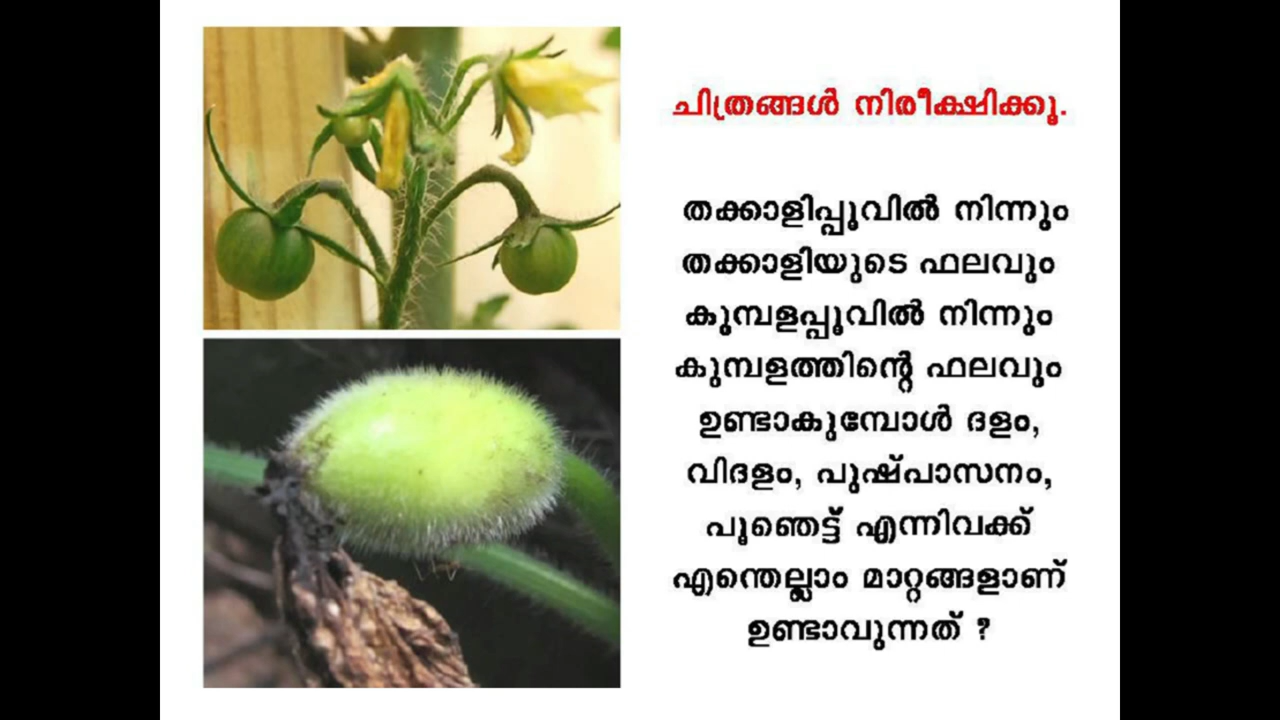 ചിത്രങ്ങൾ നിരീക്ഷിക്കൂ.
തക്കാളിപ്പൂവിൽ നിന്നും
തക്കാളിയുടെ ഫലവും
കുമ്പളപ്പൂവിൽ നിന്നും
കുമ്പളത്തിന്റെ ഫലവും
ഉണ്ടാകുമ്പോൾ ദളം,
വിദളം, പുഷ്പാസനം,
പൂഞെട്ട് എന്നിവക്ക്
എന്തെല്ലാം മാറ്റങ്ങളാണ്
ഉണ്ടാവുന്നത് ?